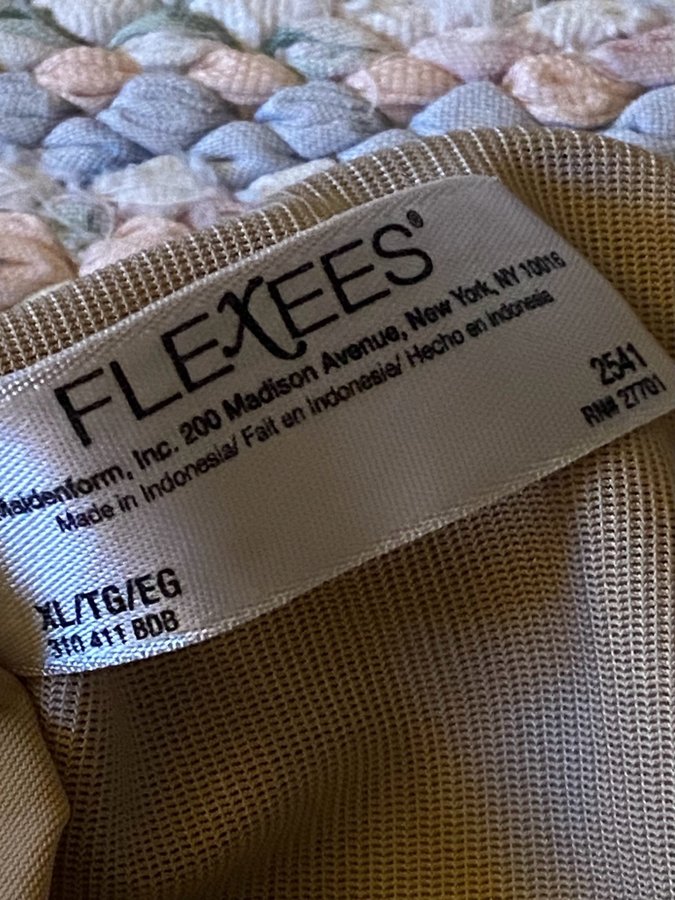 FLEXEES®
Maidenform, Inc. 200 Madison Avenue, New York, NY 10016
Made in Indonesia/ Fait en Indonesie/ Hecho en Indonesia
2541
RN# 27701
XL/TG/EG
310 411 BDB